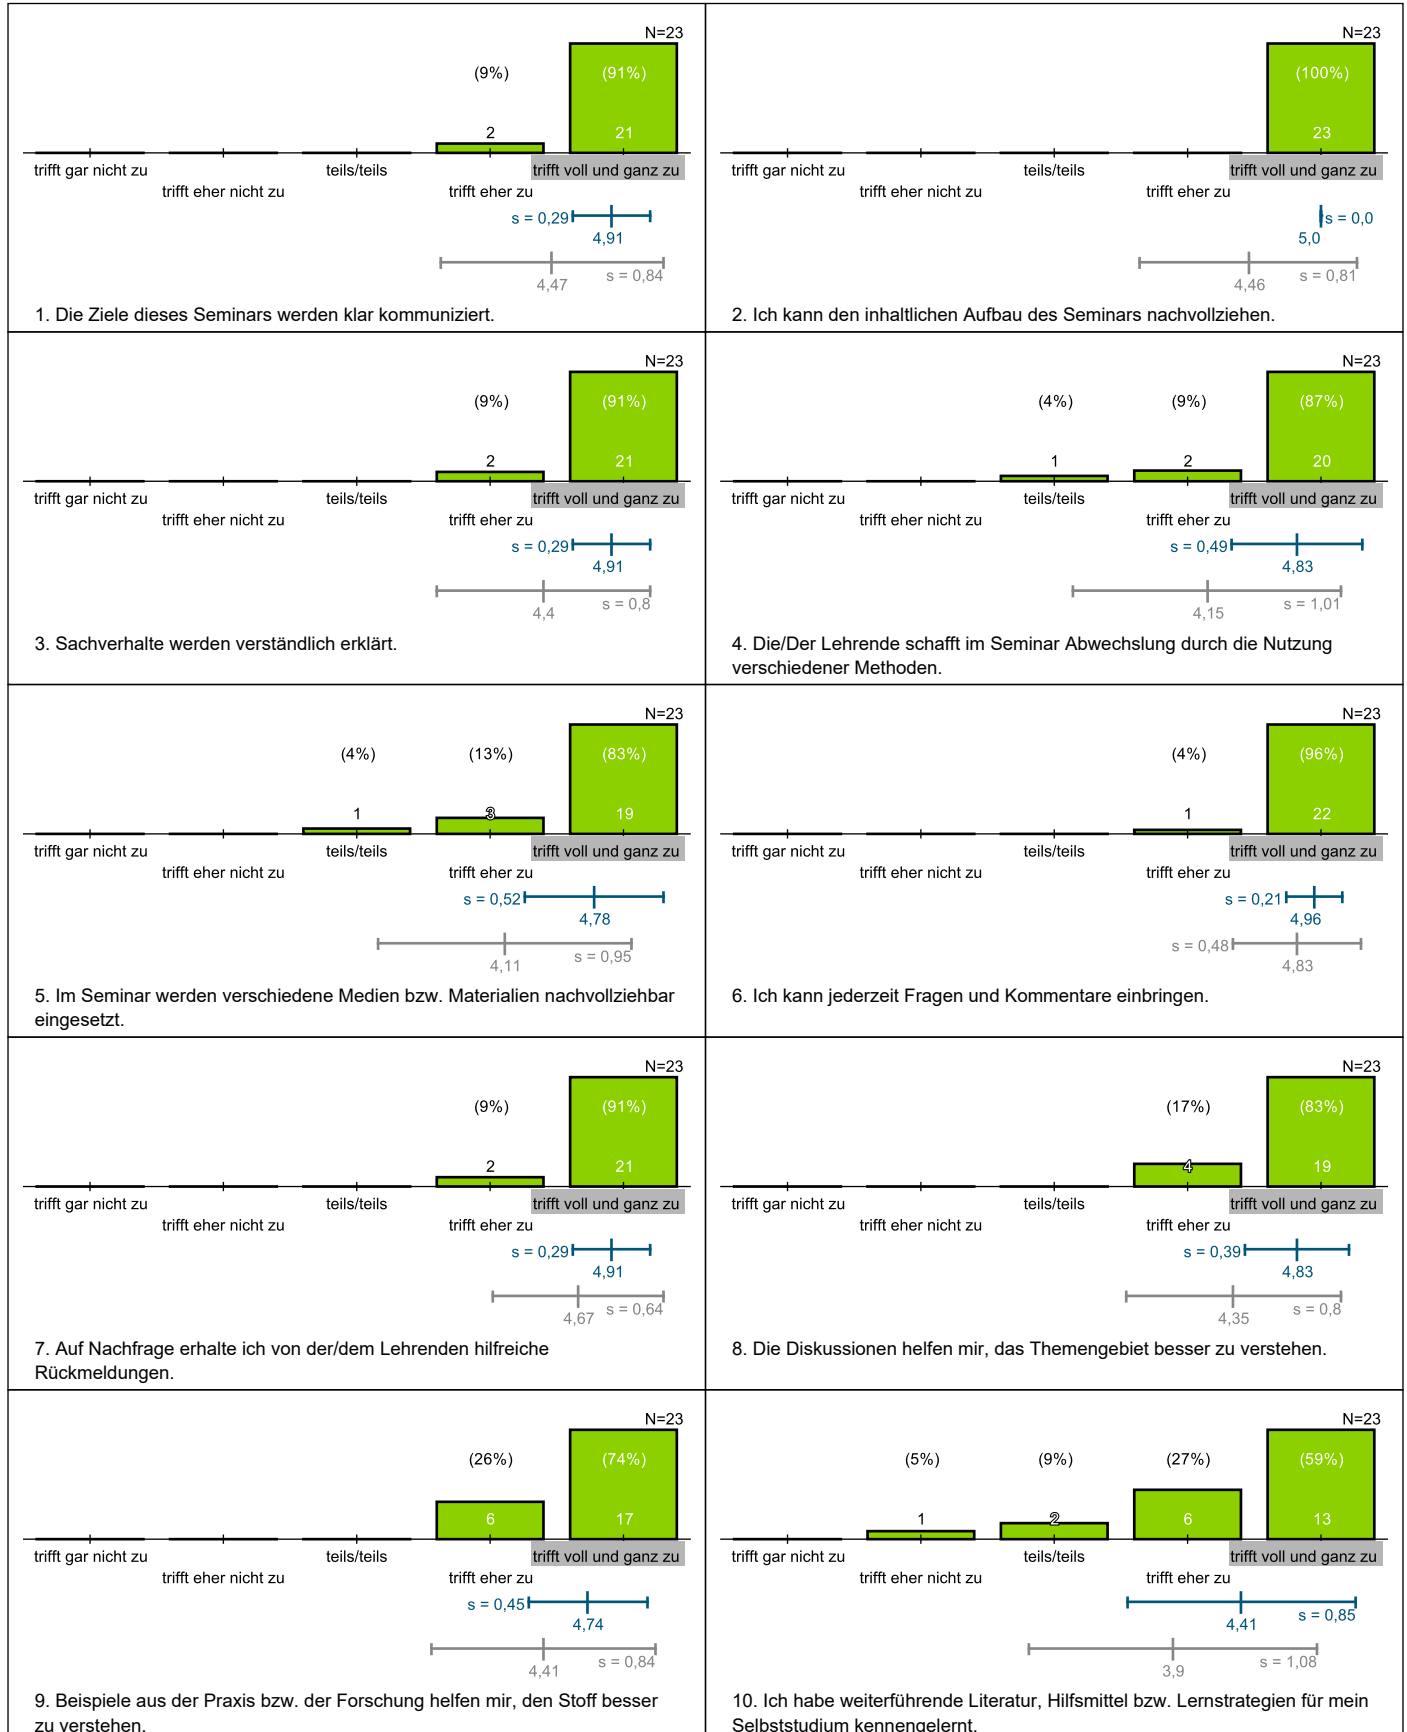 N=23
(9%) (91%)
2 21
trifft gar nicht zu teils/teils trifft voll und ganz zu
trifft eher nicht zu trifft eher zu
s = 0,29
4,91
s = 0,84
4,47
1. Die Ziele dieses Seminars werden klar kommuniziert.
N=23
(100%)
23
trifft gar nicht zu teils/teils trifft voll und ganz zu
trifft eher nicht zu trifft eher zu
s = 0,0
5,0
s = 0,81
4,46
2. Ich kann den inhaltlichen Aufbau des Seminars nachvollziehen.
N=23
(9%) (91%)
2 21
trifft gar nicht zu teils/teils trifft voll und ganz zu
trifft eher nicht zu trifft eher zu
s = 0,29
4,91
s = 0,8
4,4
3. Sachverhalte werden verständlich erklärt.
N=23
(4%) (9%) (87%)
1 2 20
trifft gar nicht zu teils/teils trifft voll und ganz zu
trifft eher nicht zu trifft eher zu
s = 0,49
4,83
s = 1,01
4,15
4. Die/Der Lehrende schafft im Seminar Abwechslung durch die Nutzung
verschiedener Methoden.
N=23
(4%) (13%) (83%)
1 3 19
trifft gar nicht zu teils/teils trifft voll und ganz zu
trifft eher nicht zu trifft eher zu
s = 0,52
4,78
s = 0,95
4,11
5. Im Seminar werden verschiedene Medien bzw. Materialien nachvollziehbar
eingesetzt.
N=23
(4%) (96%)
1 22
trifft gar nicht zu teils/teils trifft voll und ganz zu
trifft eher nicht zu trifft eher zu
s = 0,21
4,96
s = 0,48
4,83
6. Ich kann jederzeit Fragen und Kommentare einbringen.
N=23
(9%) (91%)
2 21
trifft gar nicht zu teils/teils trifft voll und ganz zu
trifft eher nicht zu trifft eher zu
s = 0,29
4,91
s = 0,64
4,67
7. Auf Nachfrage erhalte ich von der/dem Lehrenden hilfreiche
Rückmeldungen.
N=23
(17%) (83%)
4 19
trifft gar nicht zu teils/teils trifft voll und ganz zu
trifft eher nicht zu trifft eher zu
s = 0,39
4,83
s = 0,8
4,35
8. Die Diskussionen helfen mir, das Themengebiet besser zu verstehen.
N=23
(26%) (74%)
6 17
trifft gar nicht zu teils/teils trifft voll und ganz zu
trifft eher nicht zu trifft eher zu
s = 0,45
4,74
s = 0,84
4,41
9. Beispiele aus der Praxis bzw. der Forschung helfen mir, den Stoff besser
zu verstehen.
N=23
(5%) (9%) (27%) (59%)
1 2 6 13
trifft gar nicht zu teils/teils trifft voll und ganz zu
trifft eher nicht zu trifft eher zu
s = 0,85
4,41
s = 1,08
3,9
10. Ich habe weiterführende Literatur, Hilfsmittel bzw. Lernstrategien für mein
Selbststudium kennengelernt.